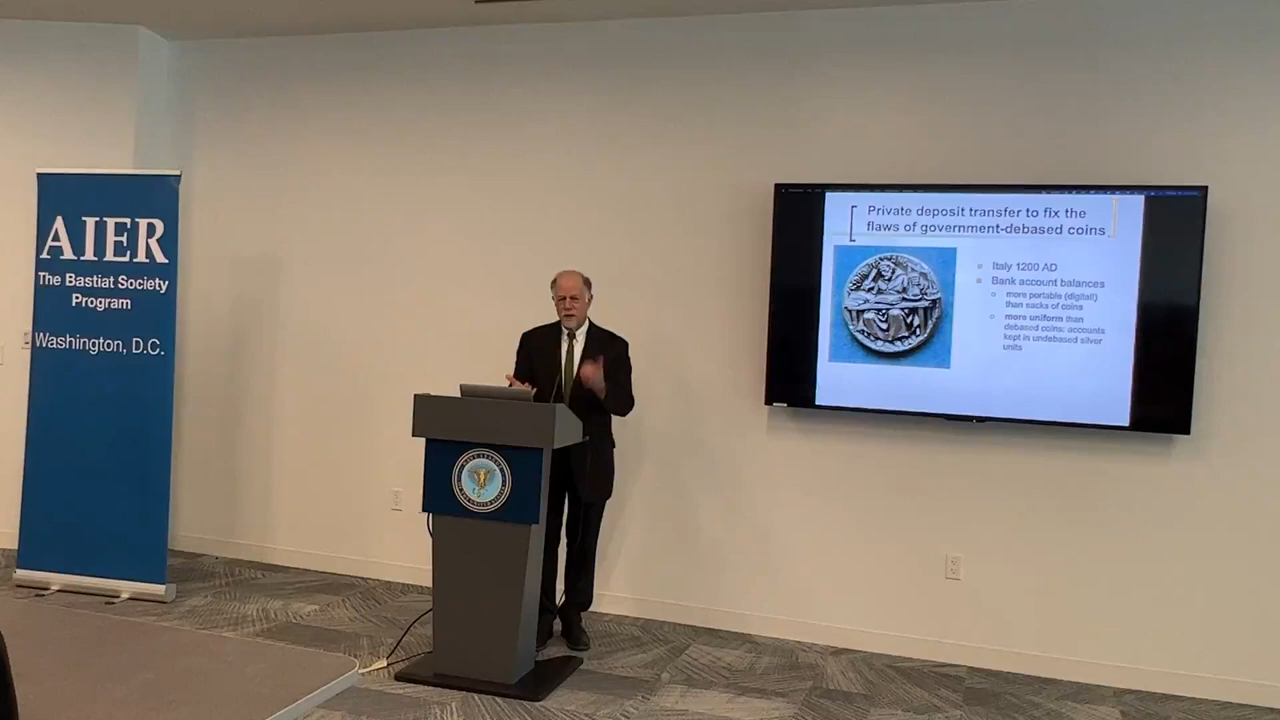 AIER
The Bastiat Society
Program
Washington, D.C.
Private deposit transfer to fix the
flaws of government-debased coins
Italy 1200 AD
Bank account balances
more portable (digital!)
than sacks of coins
more uniform than
debased coins: accounts
kept in undebased silver
units